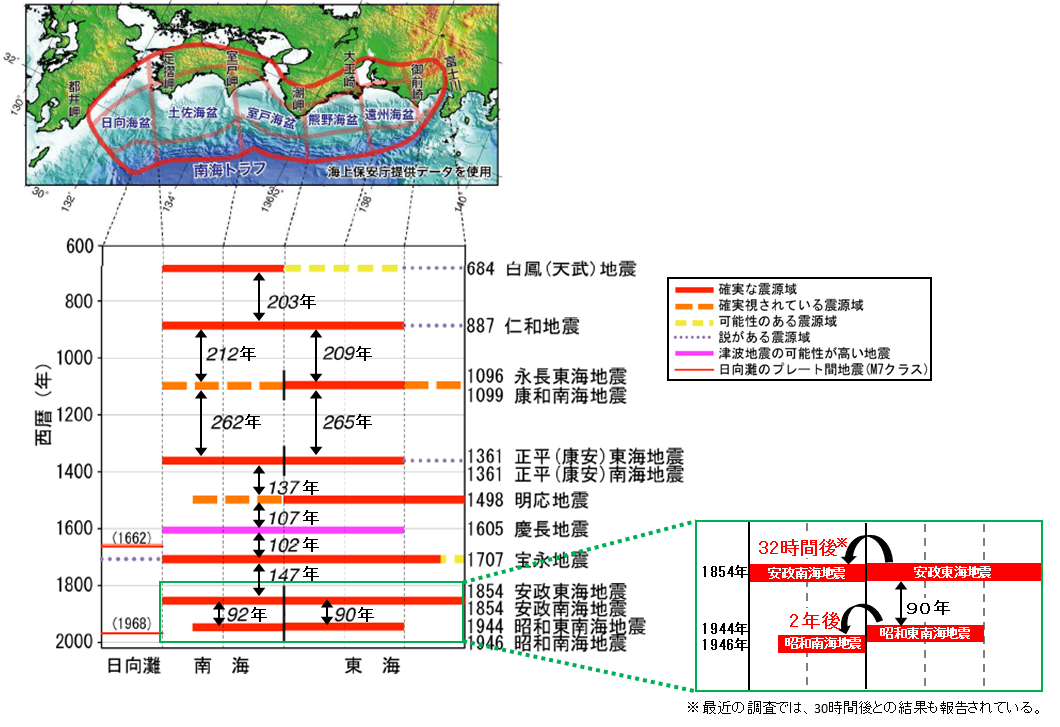 32°
130°
都井岬
足摺岬
室戸岬
潮岬
大王崎
御前崎
富士川
日向海盆
土佐海盆
室戸海盆
熊野海盆
遠州海盆
南海トラフ
海上保安庁提供データを使用
30°
132°
134°
136°
138°
140°
西暦(年)
600
800
1000
1200
1400
1600
1800
2000
684 白鳳(天武)地震
203年
887 仁和地震
212年
209年
1096 永長東海地震
1099 康和南海地震
262年
265年
1361 正平(康安)東海地震
1361 正平(康安)南海地震
137年
1498 明応地震
107年
1605 慶長地震
(1662)
102年
1707 宝永地震
147年
1854 安政東海地震
1854 安政南海地震
92年
90年
(1968)
1944 昭和東南海地震
1946 昭和南海地震
日向灘
南海
東海
確実な震源域
確実視されている震源域
可能性のある震源域
説がある震源域
津波地震の可能性が高い地震
日向灘のプレート間地震(M7クラス)
32時間後※
1854年
安政南海地震
安政東海地震
90年
2年後
1944年
昭和東南海地震
1946年
昭和南海地震
※最近の調査では、30時間後との結果も報告されている。